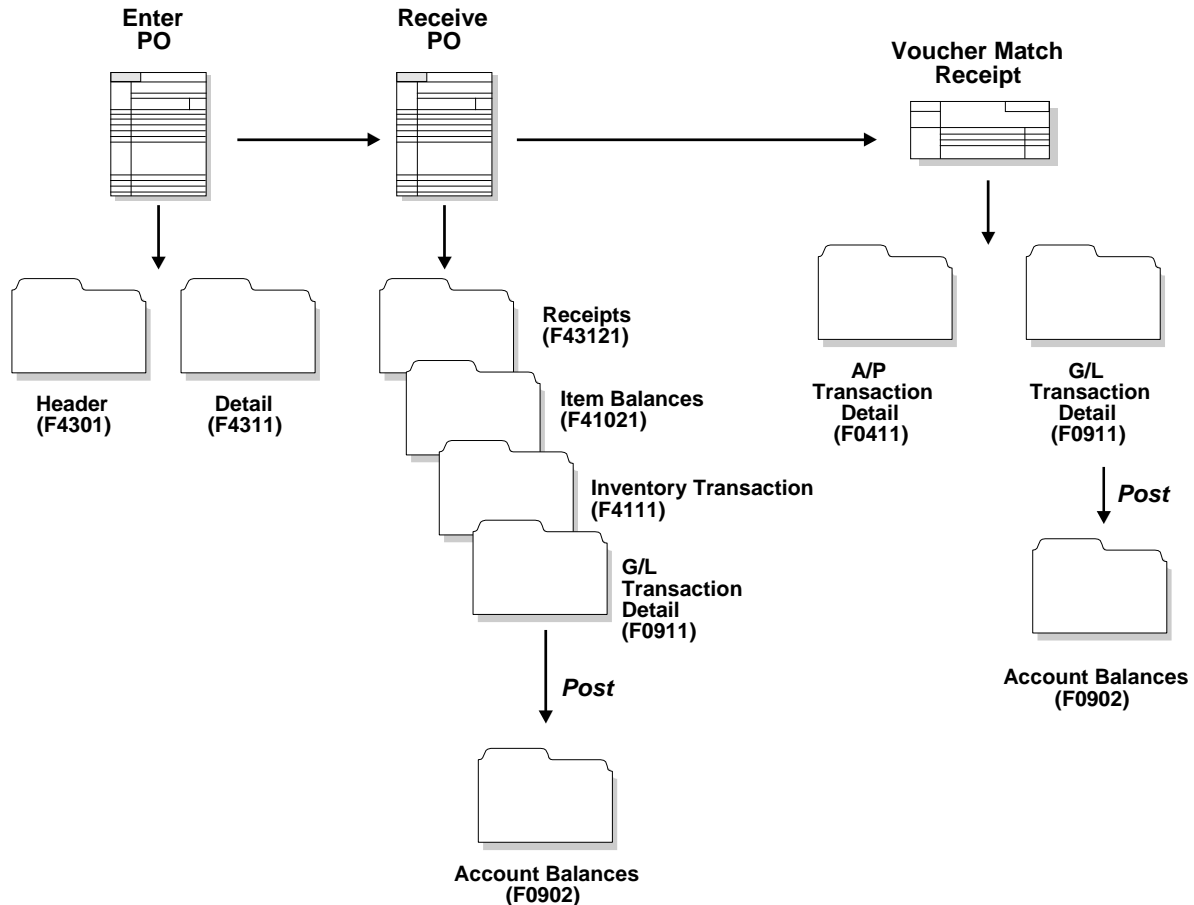 Enter
PO
Receive
PO
Voucher Match
Receipt
Header
(F4301)
Detail
(F4311)
Receipts
(F43121)
Item Balances
(F41021)
Inventory Transaction
(F4111)
G/L
Transaction
Detail
(F0911)
Post
Account Balances
(F0902)
A/P
Transaction
Detail
(F0411)
G/L
Transaction
Detail
(F0911)
Post
Account Balances
(F0902)